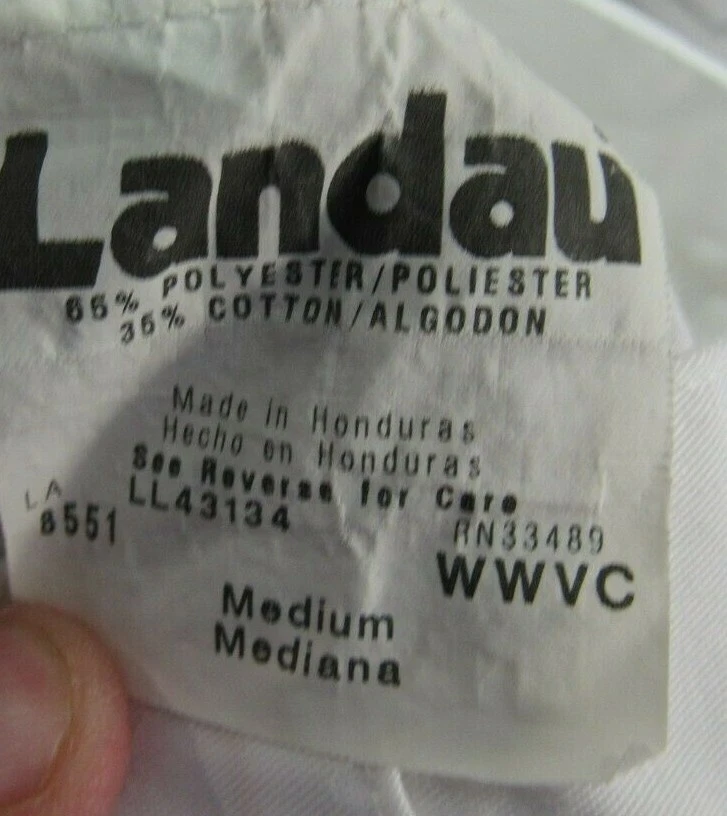 Landau
65% POLYESTER/POLIESTER
35% COTTON/ALGODON
Made in Honduras
Hecho en Honduras
See Reverse for Care
LA LL43134 RN33489
8551 WWVC
Medium
Mediana